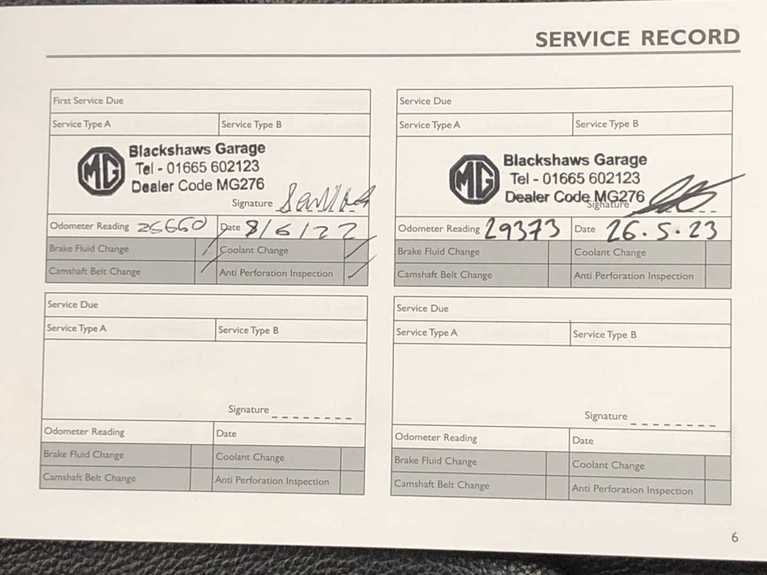 SERVICE RECORD
First Service Due
Service Type A
Service Type B
MG
Blackshaws Garage
Tel - 01665 602123
Dealer Code MG276
Signature
Odometer Reading 25660
Date 8/6/22
Brake Fluid Change
Coolant Change
Camshaft Belt Change
Anti Perforation Inspection
Service Due
Service Type A
Service Type B
MG
Blackshaws Garage
Tel - 01665 602123
Dealer Code MG276
Signature
Odometer Reading 29373
Date 26.5.23
Brake Fluid Change
Coolant Change
Camshaft Belt Change
Anti Perforation Inspection
Service Due
Service Type A
Service Type B
Signature
Odometer Reading
Date
Brake Fluid Change
Coolant Change
Camshaft Belt Change
Anti Perforation Inspection
Service Due
Service Type A
Service Type B
Signature
Odometer Reading
Date
Brake Fluid Change
Coolant Change
Camshaft Belt Change
Anti Perforation Inspection
6